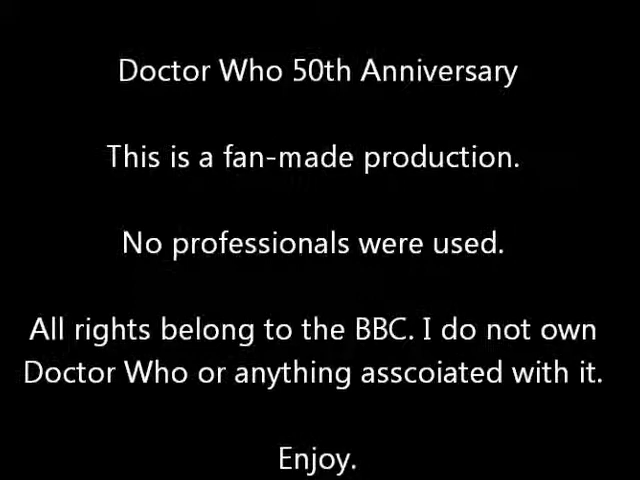 Doctor Who 50th Anniversary
This is a fan-made production.
No professionals were used.
All rights belong to the BBC. I do not own
Doctor Who or anything asscoiated with it.
Enjoy.